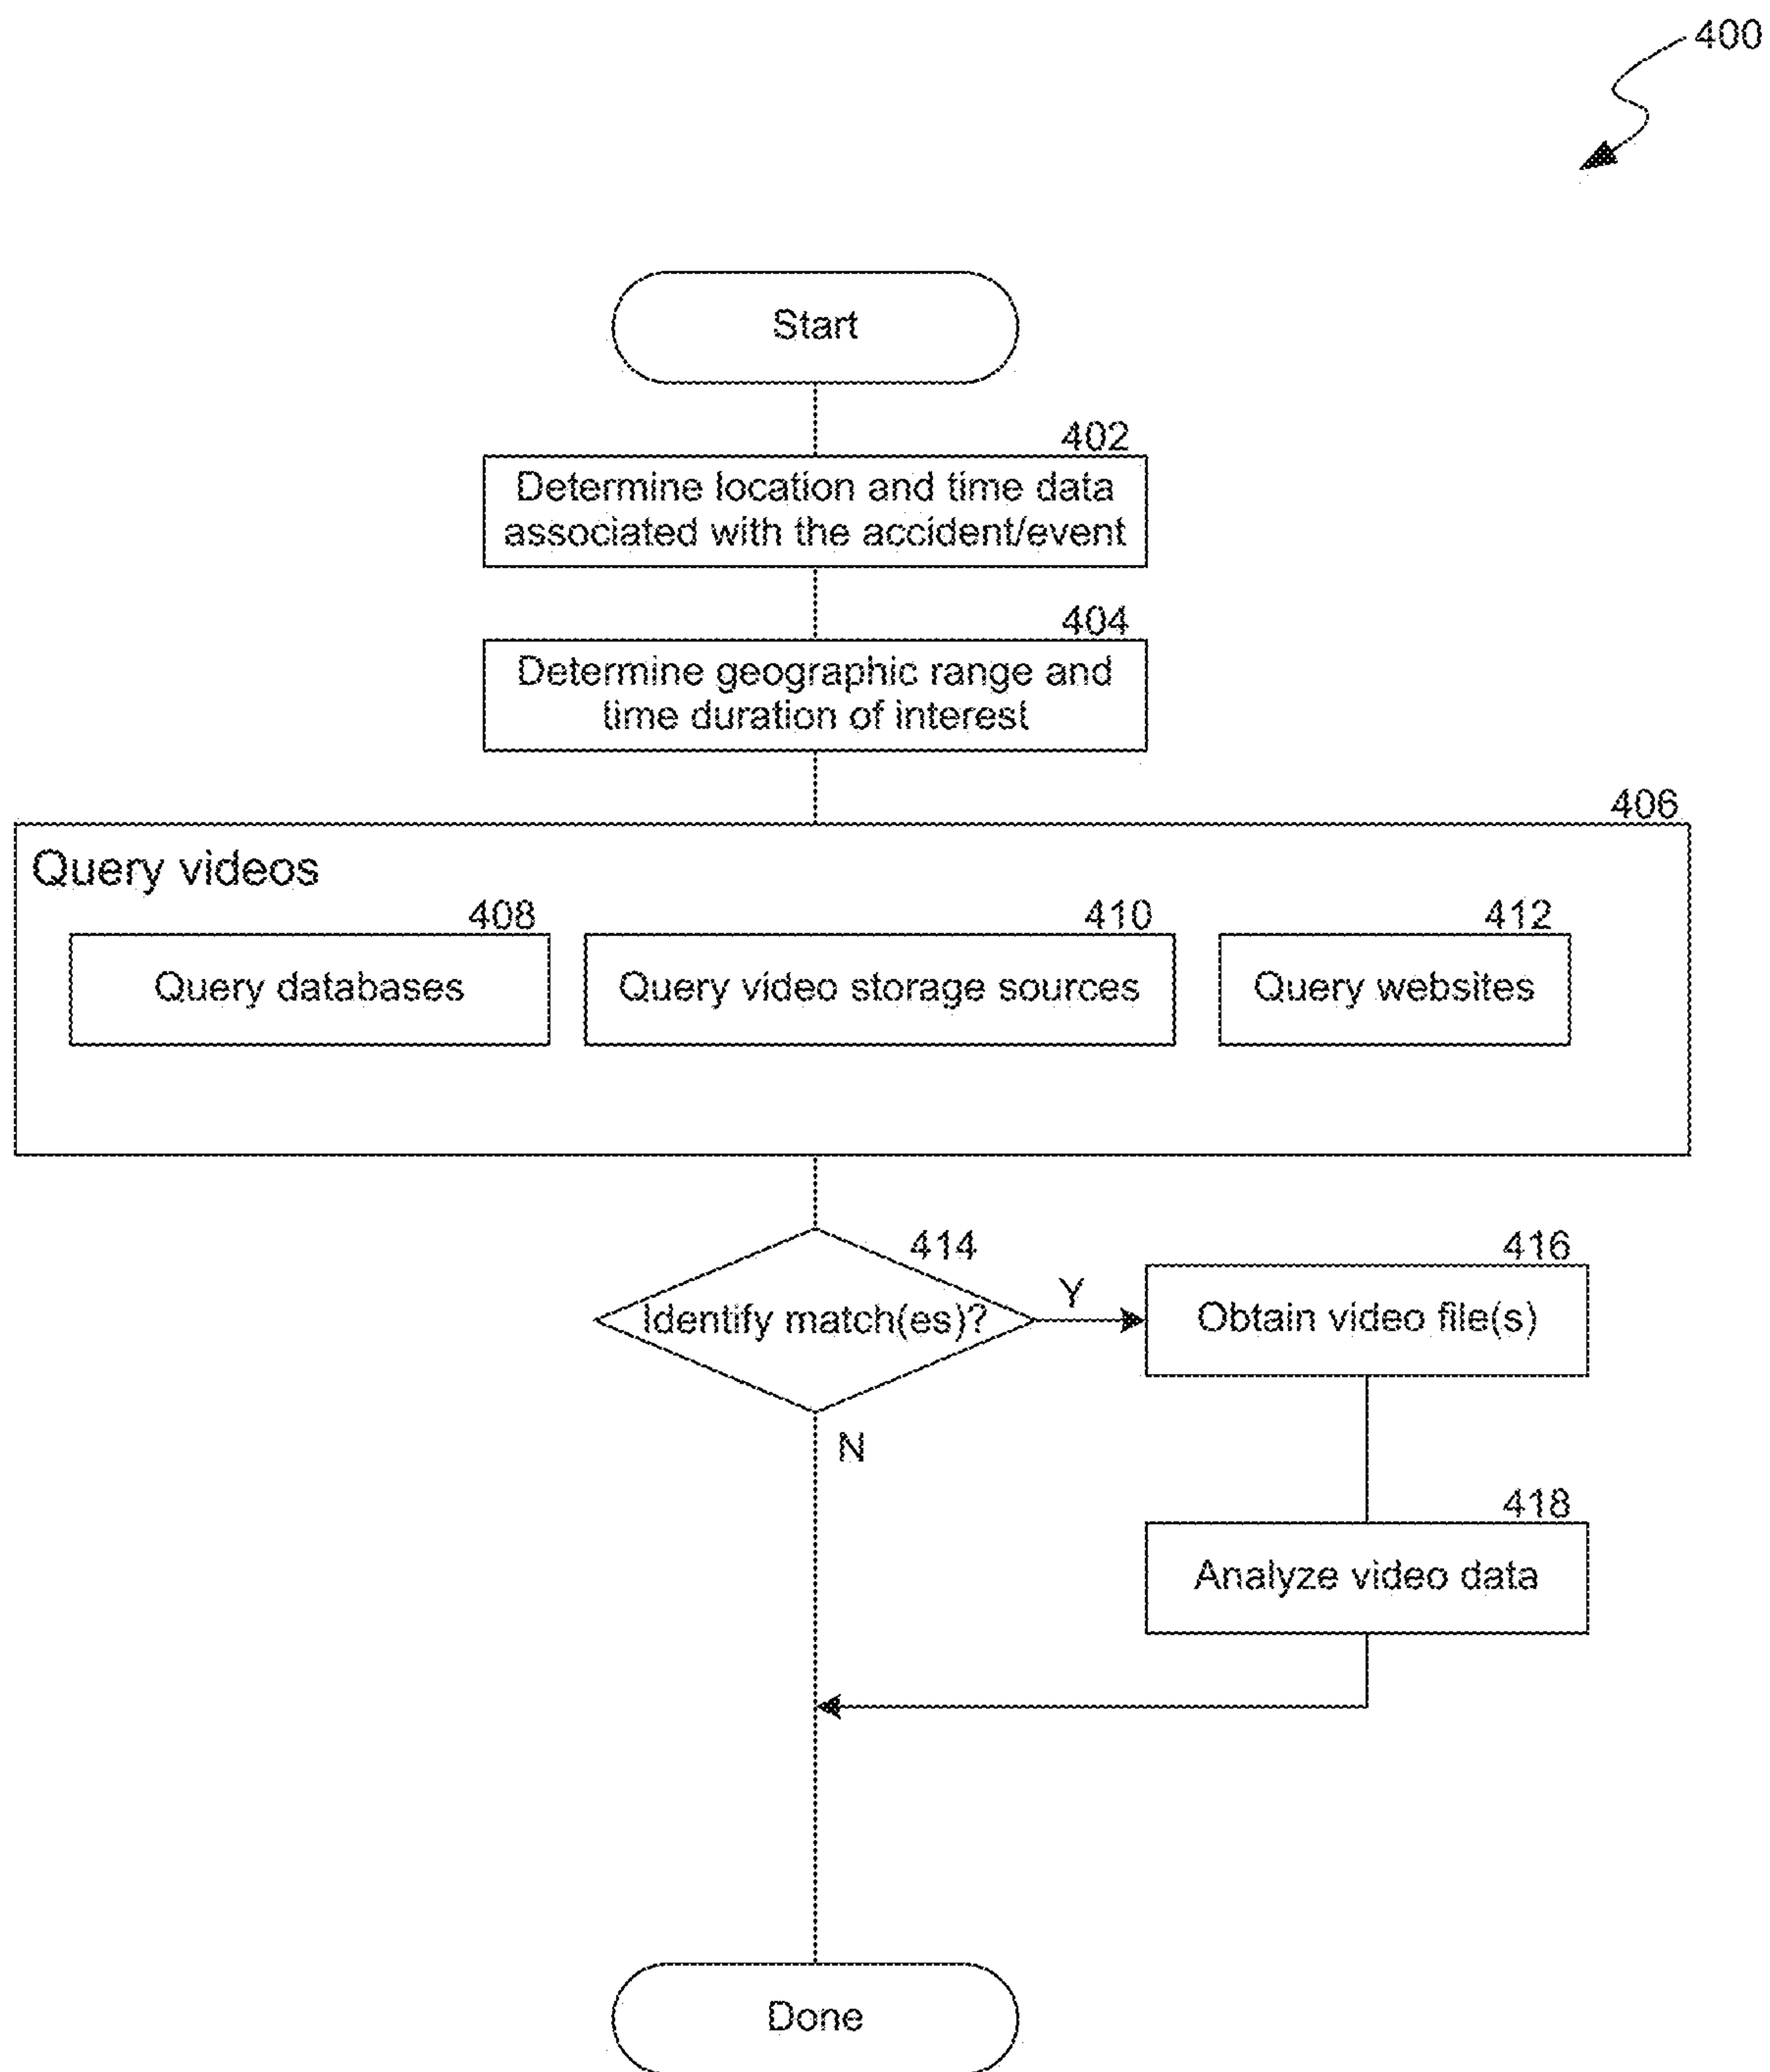 400
Start
402
Determine location and time data
associated with the accident/event
404
Determine geographic range and
time duration of interest
406
Query videos
408
Query databases
410
Query video storage sources
412
Query websites
414
Identify match(es)?
Y
416
Obtain video file(s)
N
418
Analyze video data
Done